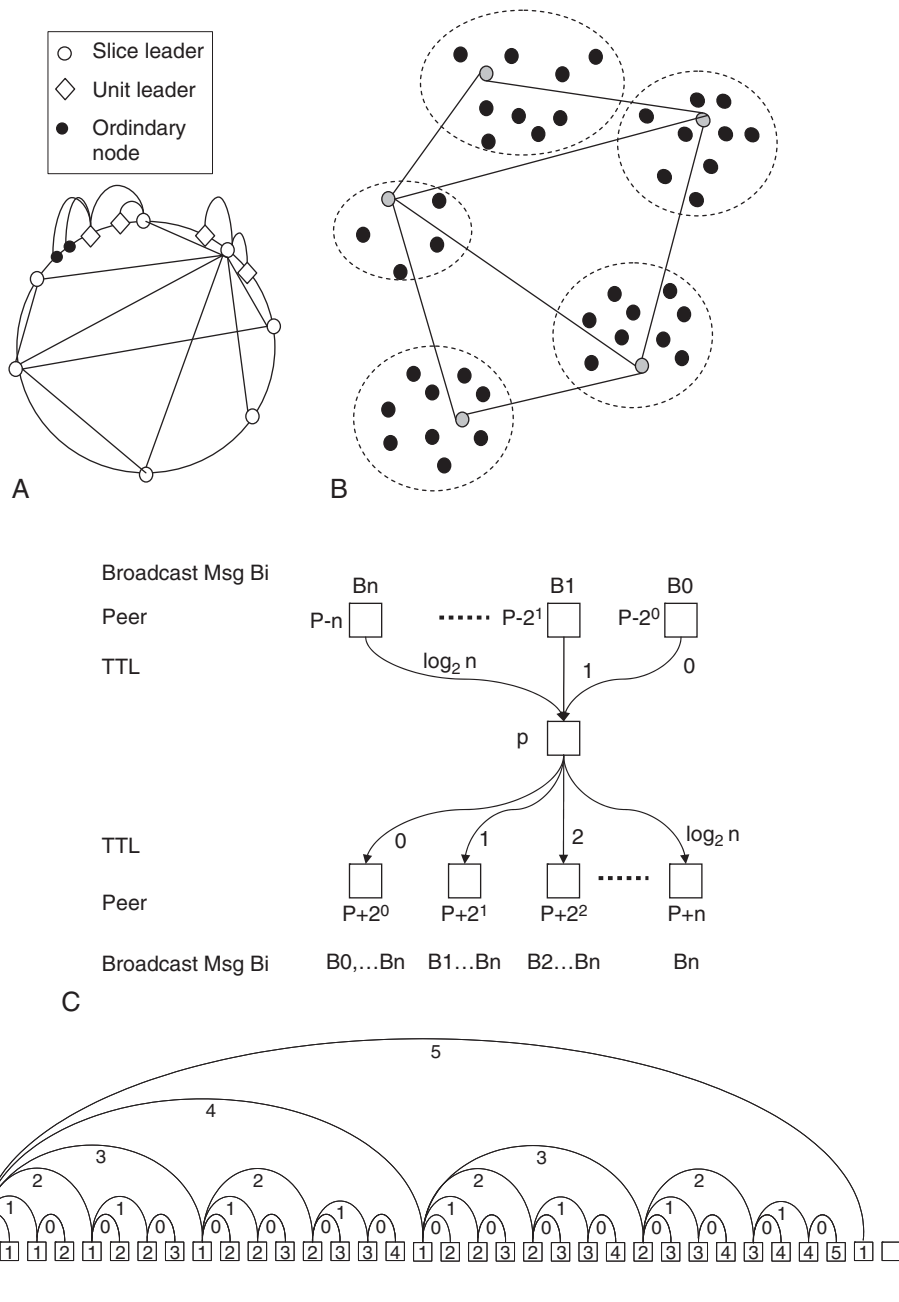 Slice leader
Unit leader
Ordindary
node
A
B
Broadcast Msg Bi
Bn B1 B0
Peer
P-n P-2¹ P-2⁰
TTL
log₂ n 1 0
p
TTL
0 1 2 log₂ n
Peer
P+2⁰ P+2¹ P+2² P+n
Broadcast Msg Bi B0,...Bn B1...Bn B2...Bn Bn
C
5
4
3 3
2 2 2 2
1 1 1 1 1 1 1 1
0 0 0 0 0 0 0 0 0 0 0 0 0 0 0
1 1 2 1 2 2 3 1 2 2 3 2 3 3 4 1 2 2 3 2 3 3 4 2 3 3 4 3 4 4 5 1